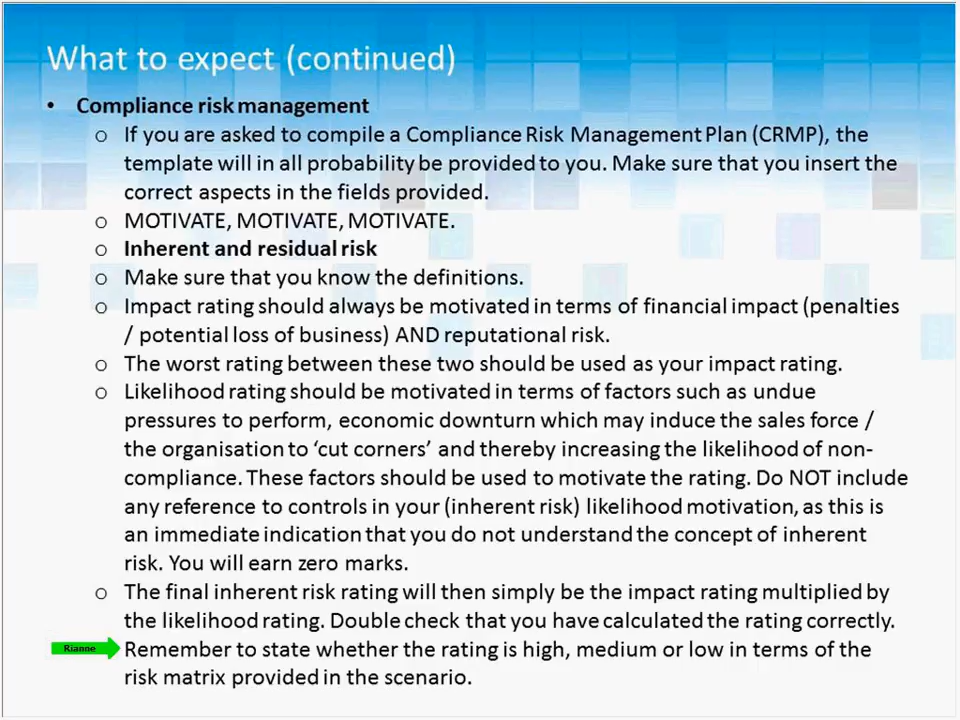 What to expect (continued)
• Compliance risk management
o If you are asked to compile a Compliance Risk Management Plan (CRMP), the
template will in all probability be provided to you. Make sure that you insert the
correct aspects in the fields provided.
o MOTIVATE, MOTIVATE, MOTIVATE.
o Inherent and residual risk
o Make sure that you know the definitions.
o Impact rating should always be motivated in terms of financial impact (penalties
/ potential loss of business) AND reputational risk.
o The worst rating between these two should be used as your impact rating.
o Likelihood rating should be motivated in terms of factors such as undue
pressures to perform, economic downturn which may induce the sales force /
the organisation to ‘cut corners’ and thereby increasing the likelihood of non-
compliance. These factors should be used to motivate the rating. Do NOT include
any reference to controls in your (inherent risk) likelihood motivation, as this is
an immediate indication that you do not understand the concept of inherent
risk. You will earn zero marks.
o The final inherent risk rating will then simply be the impact rating multiplied by
the likelihood rating. Double check that you have calculated the rating correctly.
Rianne Remember to state whether the rating is high, medium or low in terms of the
risk matrix provided in the scenario.